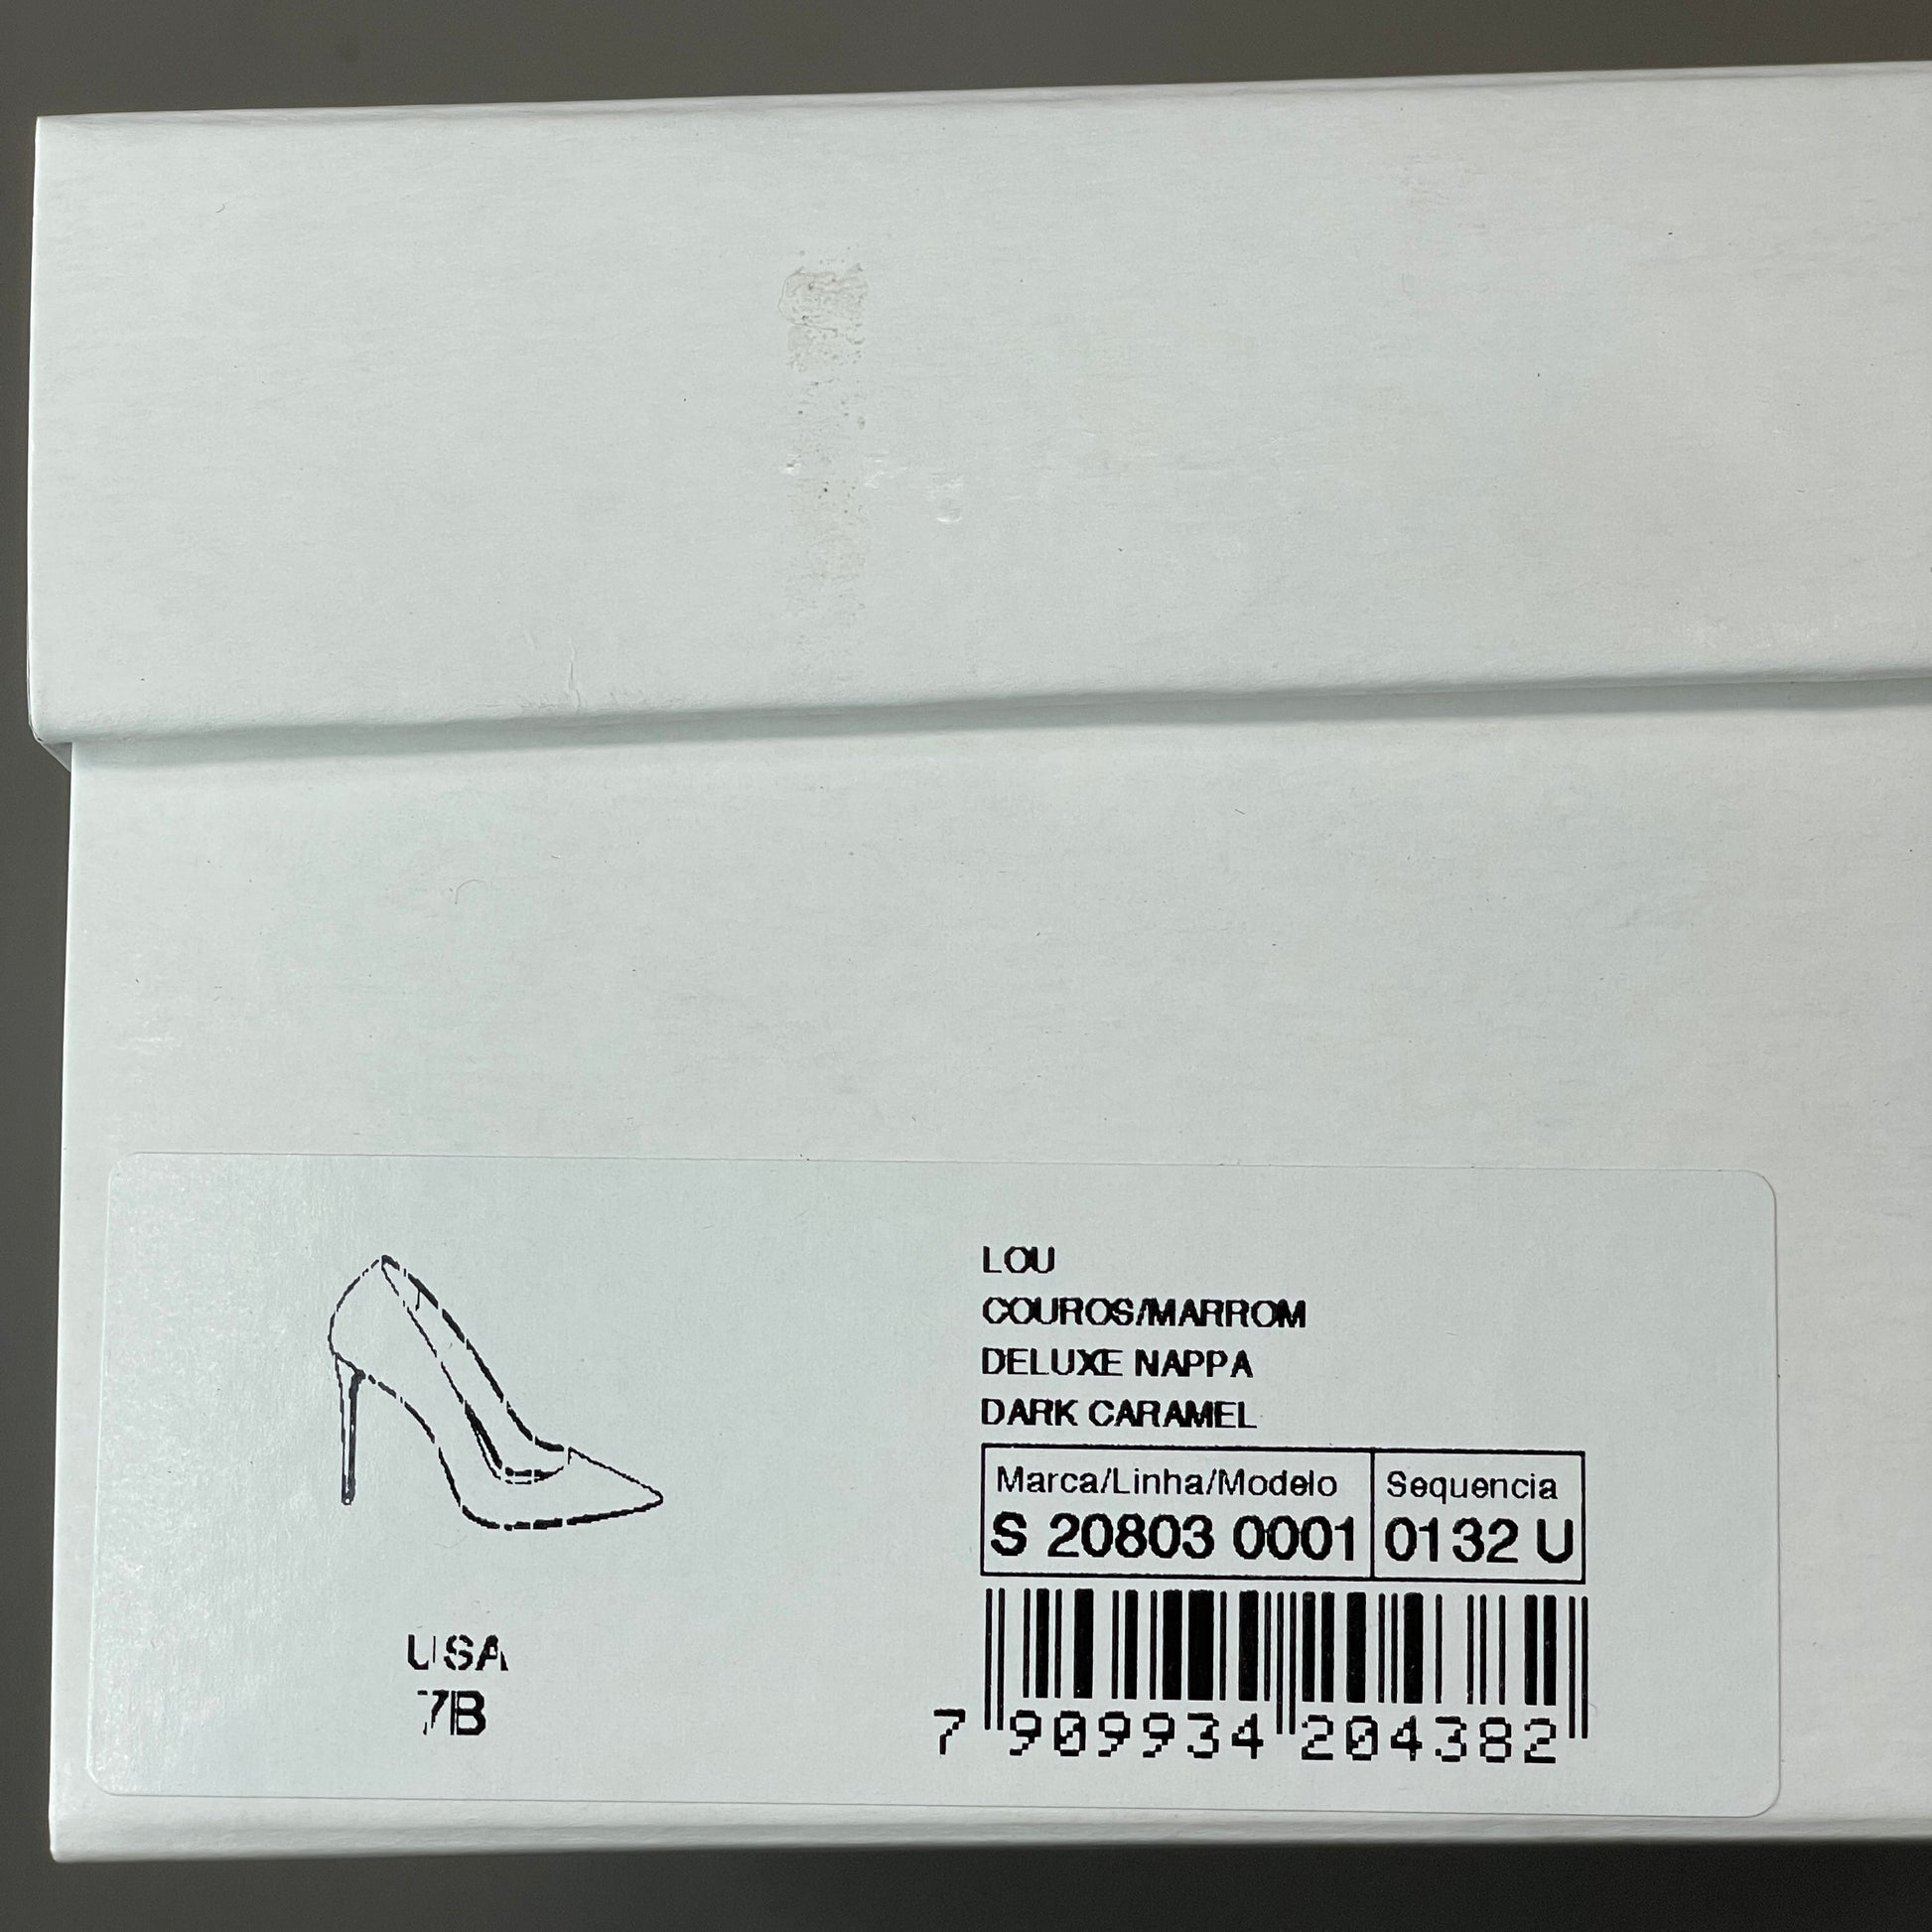 LOU
COUROS/MARROM
DELUXE NAPPA
DARK CARAMEL
Marca/Linha/Modelo Sequencia
S 20803 0001 0132 U
7 909934 204382
USA
7B